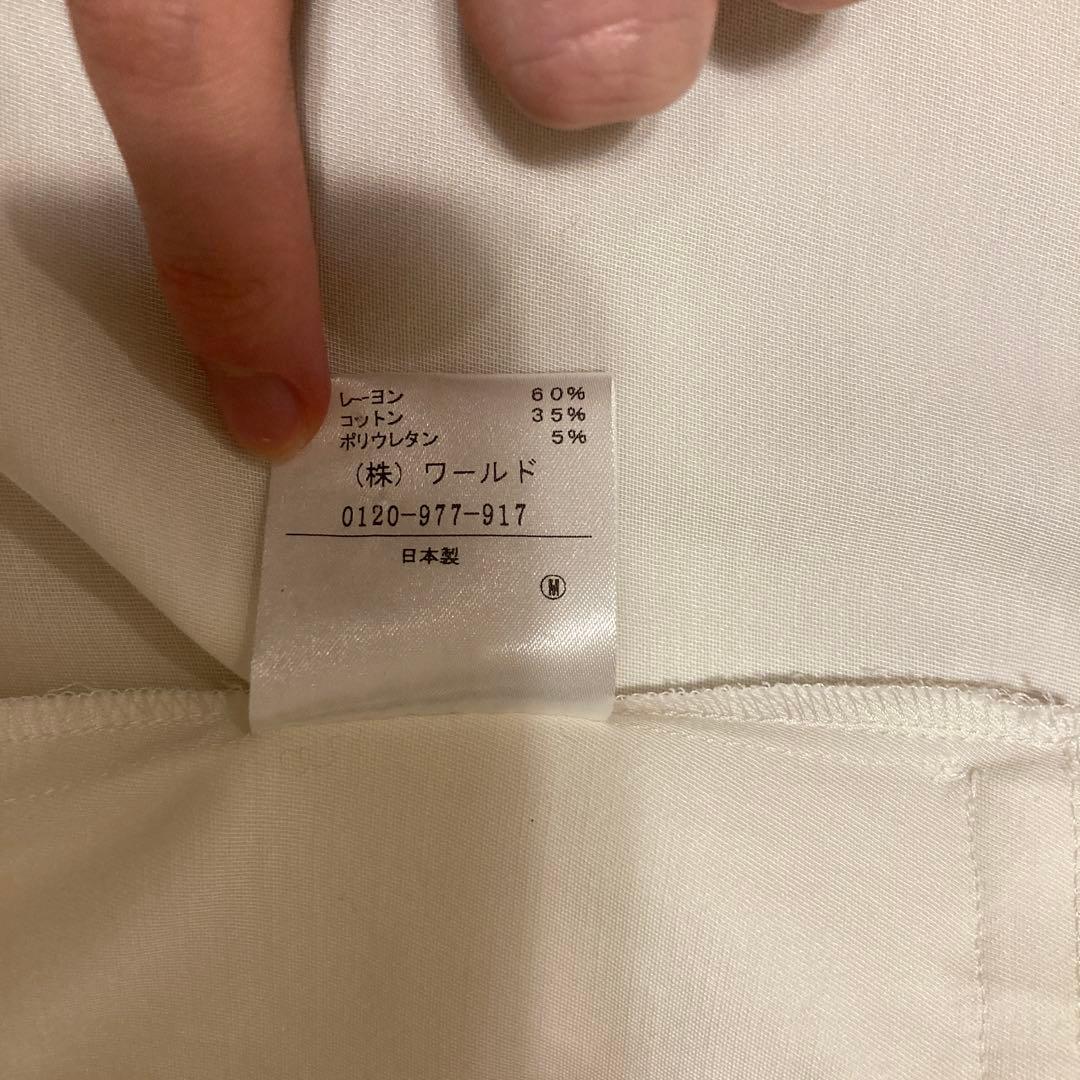 レーヨン 60%
コットン 35%
ポリウレタン 5%
(株) ワールド
0120-977-917
日本製
Ⓜ